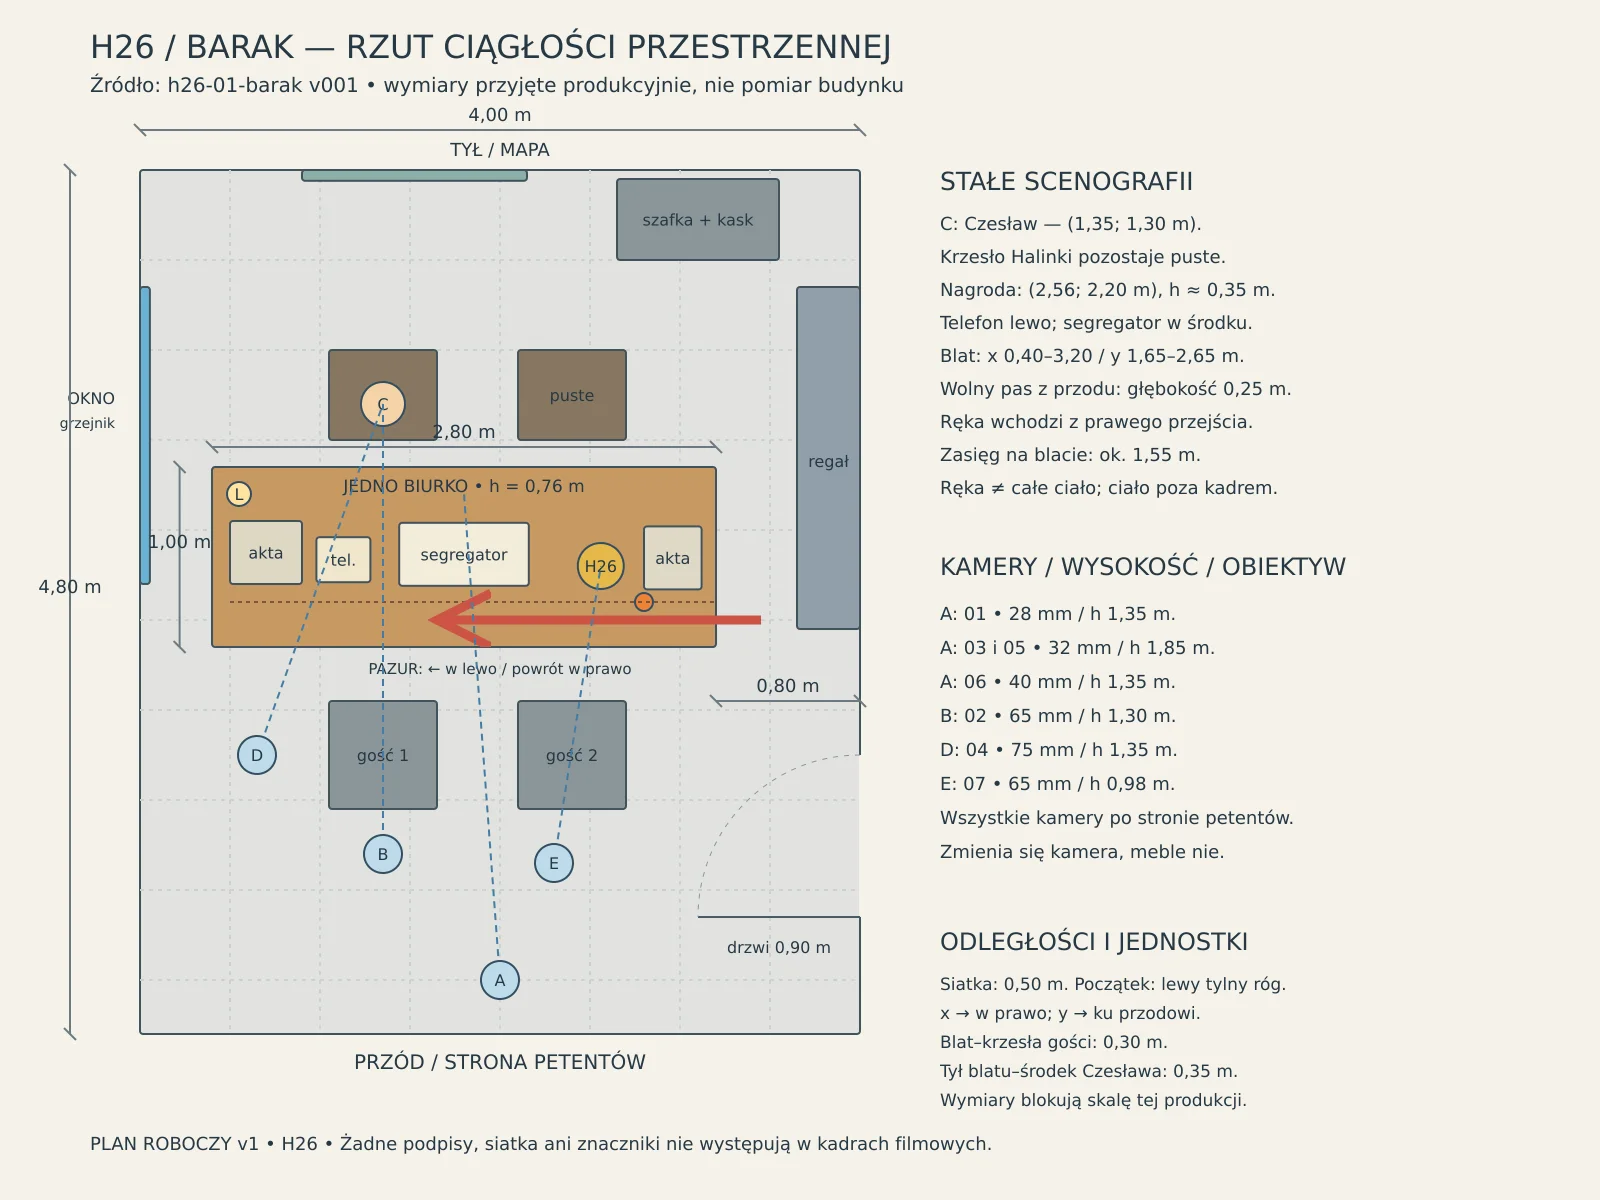 H26 / BARAK — RZUT CIĄGŁOŚCI PRZESTRZENNEJ
Źródło: h26-01-barak v001 • wymiary przyjęte produkcyjnie, nie pomiar budynku
4,00 m
TYŁ / MAPA
szafka + kask
OKNO
grzejnik
C
puste
2,80 m
regał
L
JEDNO BIURKO • h = 0,76 m
1,00 m
akta
tel.
segregator
H26
akta
4,80 m
PAZUR: ← w lewo / powrót w prawo
0,80 m
D
gość 1
gość 2
B
E
drzwi 0,90 m
A
PRZÓD / STRONA PETENTÓW
STAŁE SCENOGRAFII
C: Czesław — (1,35; 1,30 m).
Krzesło Halinki pozostaje puste.
Nagroda: (2,56; 2,20 m), h ≈ 0,35 m.
Telefon lewo; segregator w środku.
Blat: x 0,40–3,20 / y 1,65–2,65 m.
Wolny pas z przodu: głębokość 0,25 m.
Ręka wchodzi z prawego przejścia.
Zasięg na blacie: ok. 1,55 m.
Ręka ≠ całe ciało; ciało poza kadrem.
KAMERY / WYSOKOŚĆ / OBIEKTYW
A: 01 • 28 mm / h 1,35 m.
A: 03 i 05 • 32 mm / h 1,85 m.
A: 06 • 40 mm / h 1,35 m.
B: 02 • 65 mm / h 1,30 m.
D: 04 • 75 mm / h 1,35 m.
E: 07 • 65 mm / h 0,98 m.
Wszystkie kamery po stronie petentów.
Zmienia się kamera, meble nie.
ODLEGŁOŚCI I JEDNOSTKI
Siatka: 0,50 m. Początek: lewy tylny róg.
x → w prawo; y → ku przodowi.
Blat–krzesła gości: 0,30 m.
Tył blatu–środek Czesława: 0,35 m.
Wymiary blokują skalę tej produkcji.
PLAN ROBOCZY v1 • H26 • Żadne podpisy, siatka ani znaczniki nie występują w kadrach filmowych.